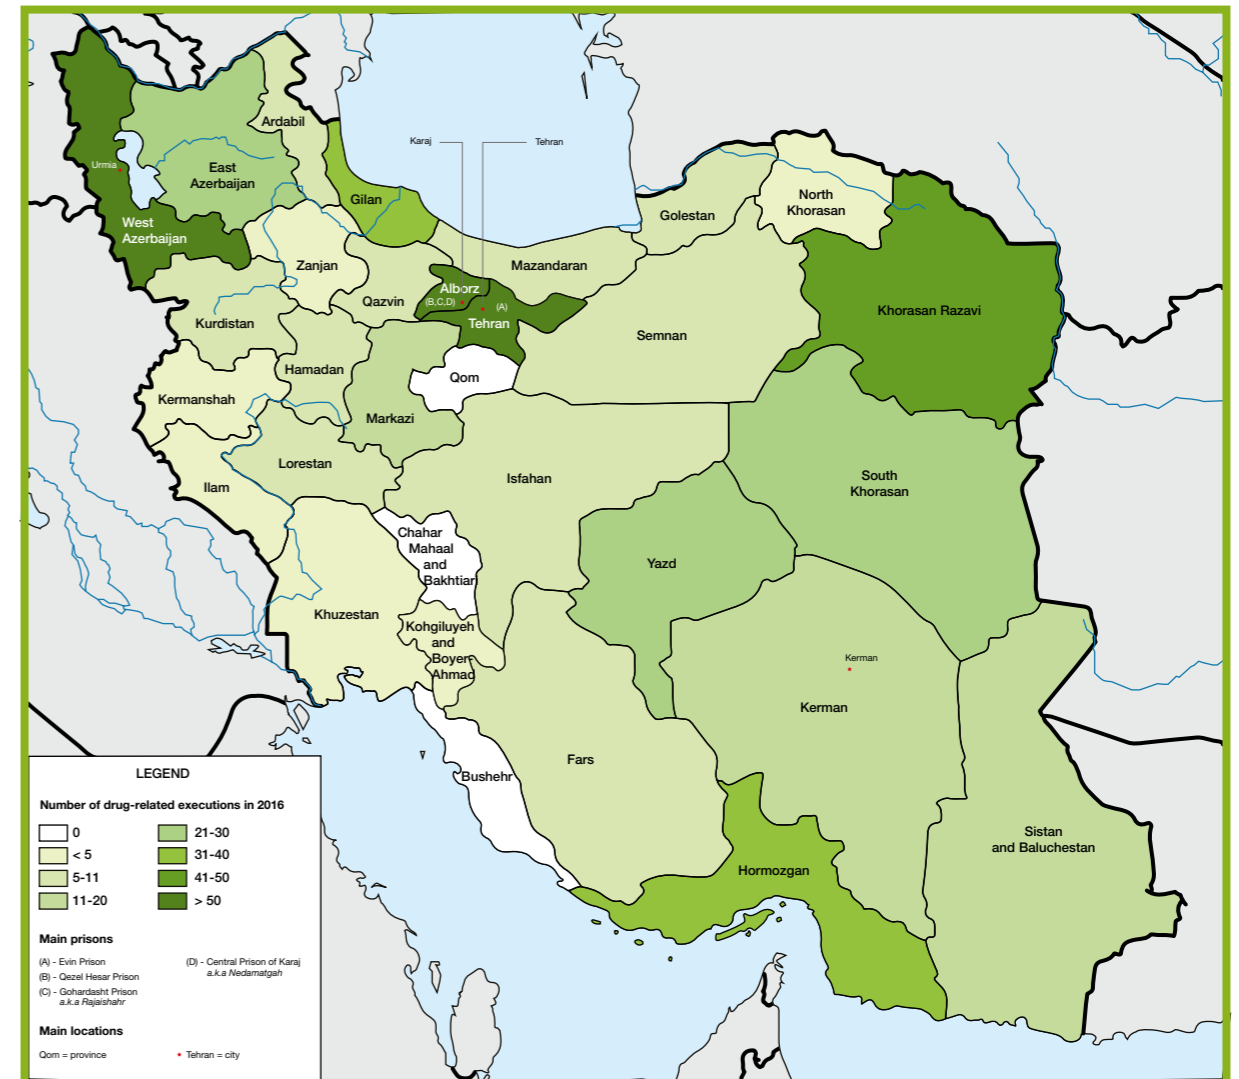 Karaj
Tehran
Ardabil
East
Azerbaijan
Urmia
West
Azerbaijan
Gilan
Golestan
North
Khorasan
Zanjan
Mazandaran
Qazvin
Alborz
(B,C,D)
(A)
Tehran
Khorasan Razavi
Kurdistan
Semnan
Hamadan
Qom
Kermanshah
Markazi
Lorestan
Ilam
Isfahan
South
Khorasan
Chahar
Mahaal
and
Bakhtiari
Yazd
Khuzestan
Kohgiluyeh
and
Boyer-
Ahmad
Kerman
Kerman
Fars
Bushehr
Sistan
and Baluchestan
Hormozgan
LEGEND
Number of drug-related executions in 2016
0
< 5
5-11
11-20
21-30
31-40
41-50
> 50
Main prisons
(A) - Evin Prison
(B) - Qezel Hesar Prison
(C) - Gohardasht Prison
a.k.a Rajaishahr
(D) - Central Prison of Karaj
a.k.a Nedamatgah
Main locations
Qom = province
Tehran = city